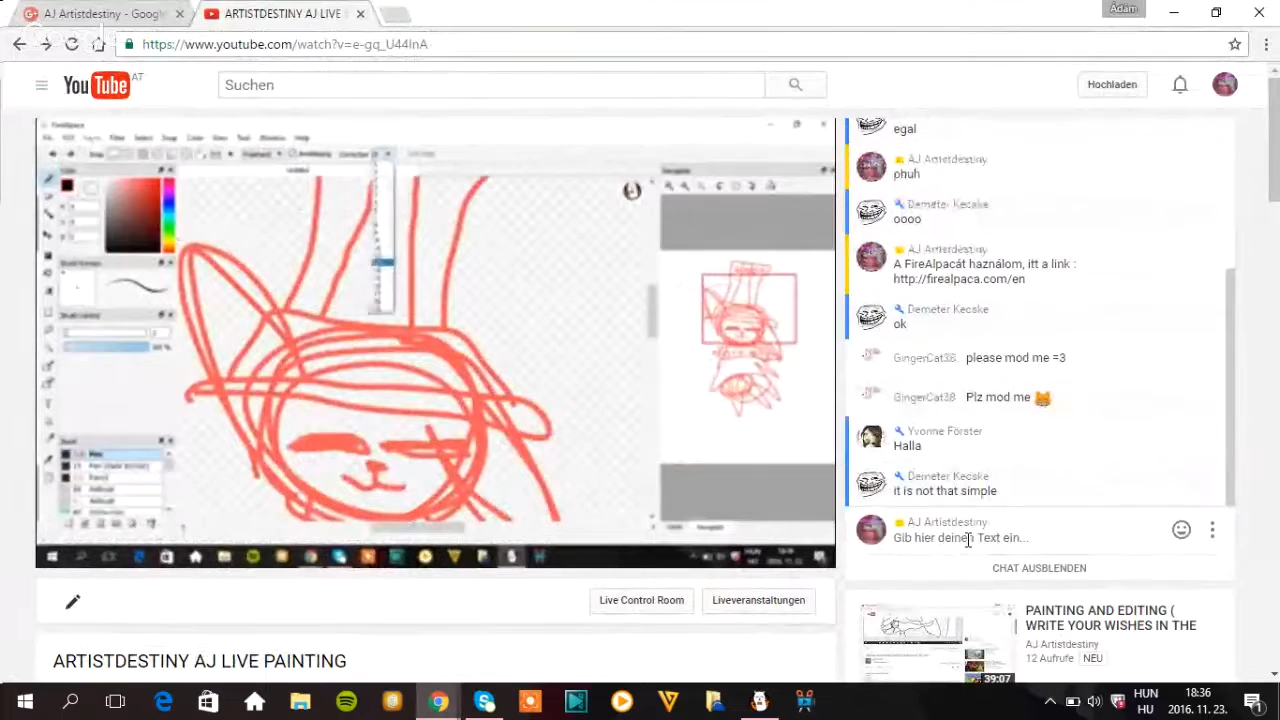 AJ Artistdestiny - Google
ARTISTDESTINY AJ LIVE
Adam
https://www.youtube.com/watch?v=e-gq_U44InA
YouTube AT
Suchen
Hochladen
egal
AJ Artistdestiny
phuh
Demeter Kecske
oooo
AJ Artistdestiny
A FireAlpacát haználom, itt a link :
http://firealpaca.com/en
Demeter Kecske
ok
GingerCat38 please mod me =3
GingerCat38 Plz mod me
Yvonne Förster
Halla
Demeter Kecske
it is not that simple
AJ Artistdestiny
Gib hier deinen Text ein...
CHAT AUSBLENDEN
Live Control Room
Liveveranstaltungen
ARTISTDESTINY AJ LIVE PAINTING
PAINTING AND EDITING (
WRITE YOUR WISHES IN THE
AJ Artistdestiny
12 Aufrufe NEU
39:07
HUN
HU
18:36
2016. 11. 23.